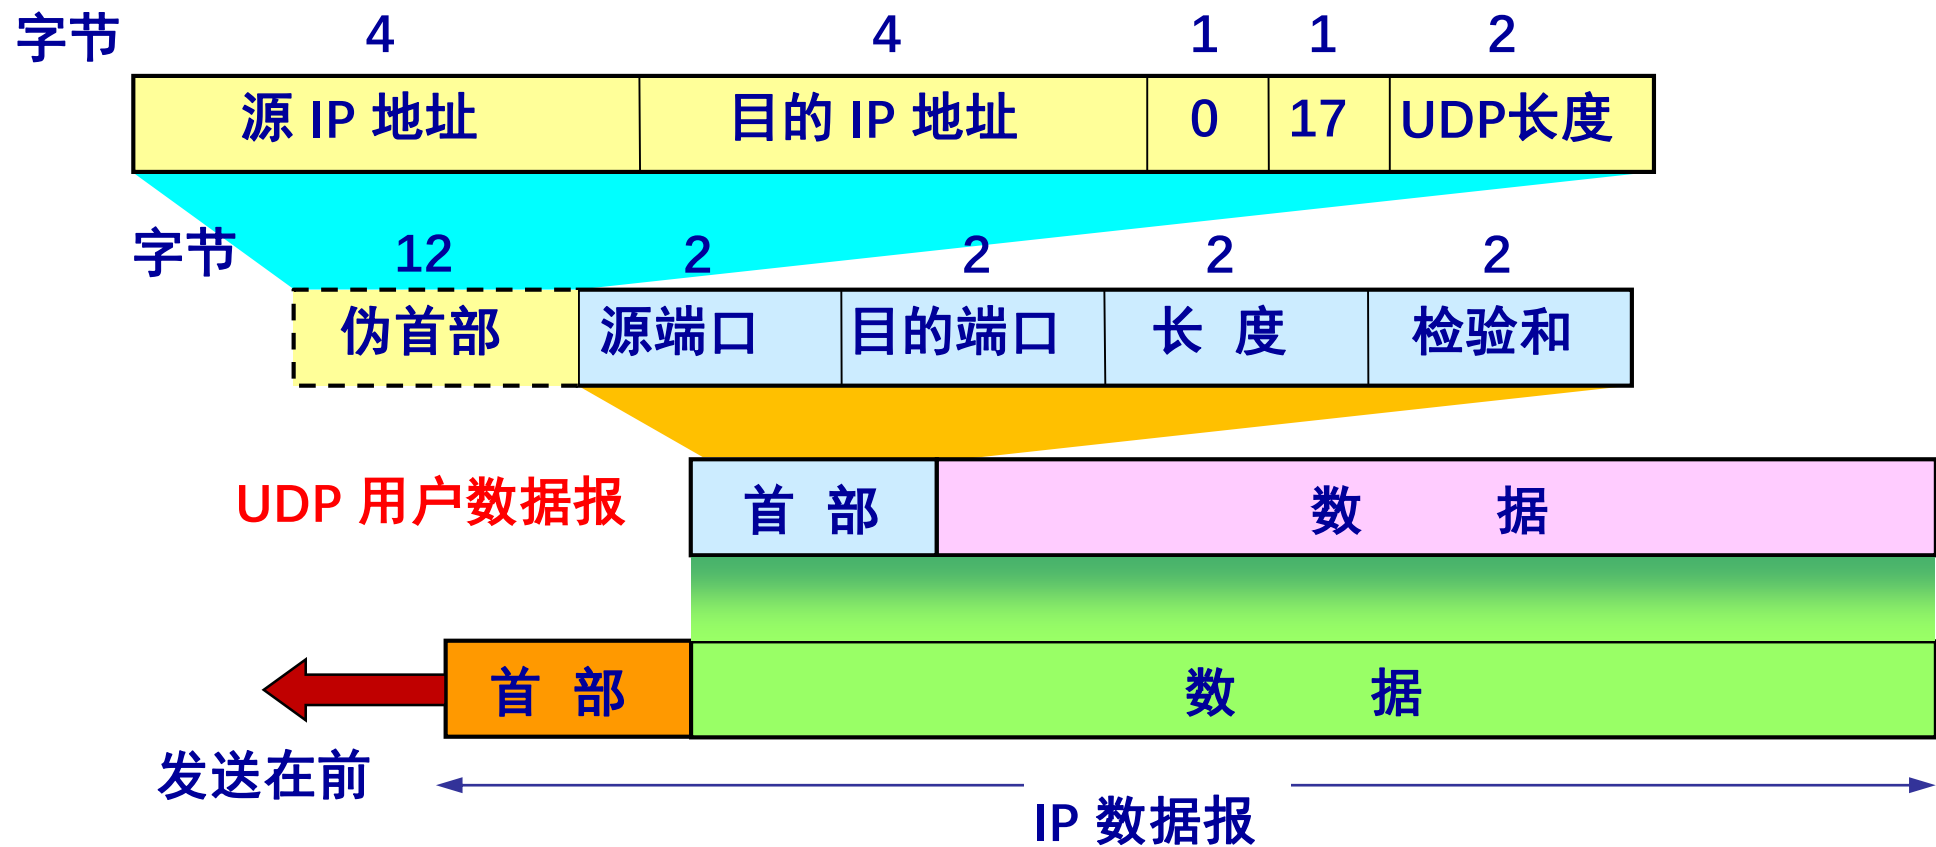 字节 4 4 1 1 2
源 IP 地址 目的 IP 地址 0 17 UDP长度
字节 12 2 2 2 2
伪首部 源端口 目的端口 长 度 检验和
UDP 用户数据报 首 部 数 据
首 部 数 据
发送在前
IP 数据报